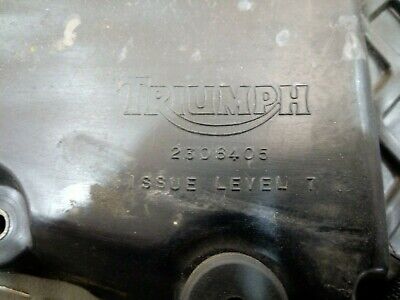 TRIUMPH
2306405
ISSUE LEVEL 7